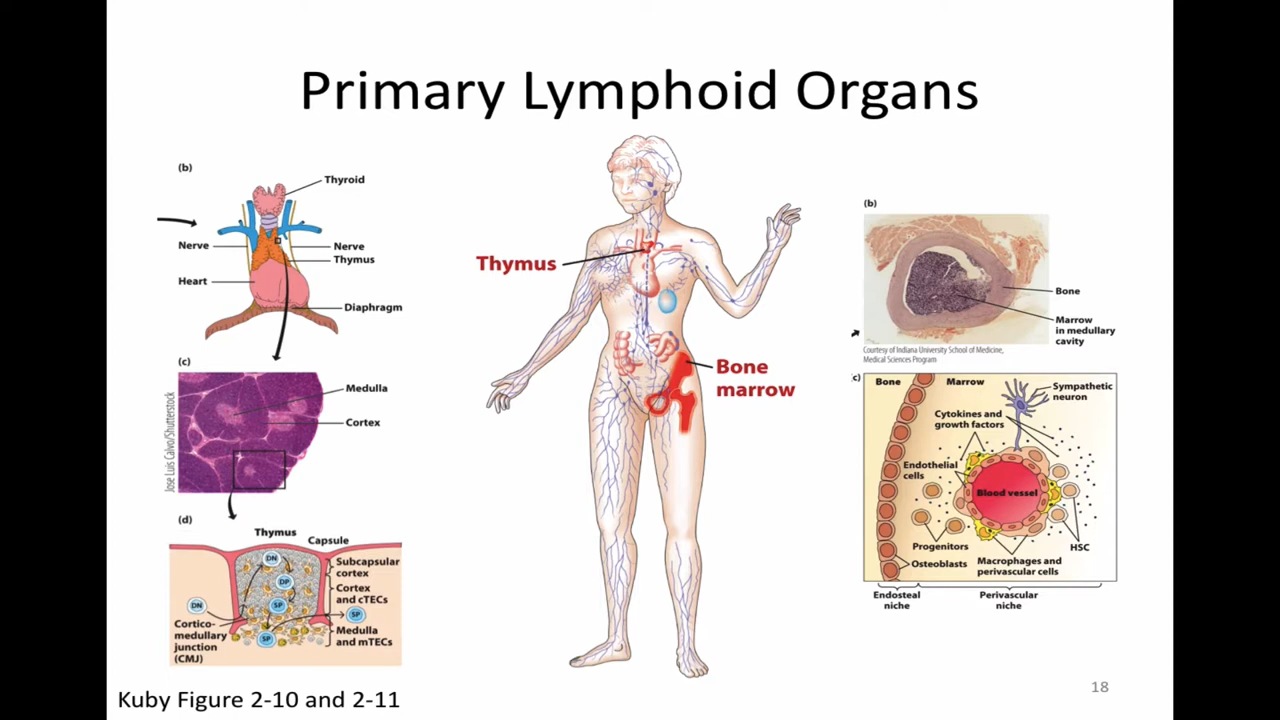 Primary Lymphoid Organs
(b)
Thyroid
Nerve
Nerve
Thymus
Heart
Diaphragm
(c)
Medulla
Cortex
Jose Luis Calvo/Shutterstock
(d)
Thymus
Capsule
DN
DP
SP
SP
SP
DN
Subcapsular
cortex
Cortex
and cTECs
Medulla
and mTECs
Cortico-
medullary
junction
(CMJ)
Thymus
Bone
marrow
(b)
Bone
Marrow
in medullary
cavity
Courtesy of Indiana University School of Medicine,
Medical Sciences Program
(c)
Bone
Marrow
Sympathetic
neuron
Cytokines and
growth factors
Endothelial
cells
Blood vessel
Progenitors
HSC
Osteoblasts
Macrophages and
perivascular cells
Endosteal
niche
Perivascular
niche
Kuby Figure 2-10 and 2-11
18